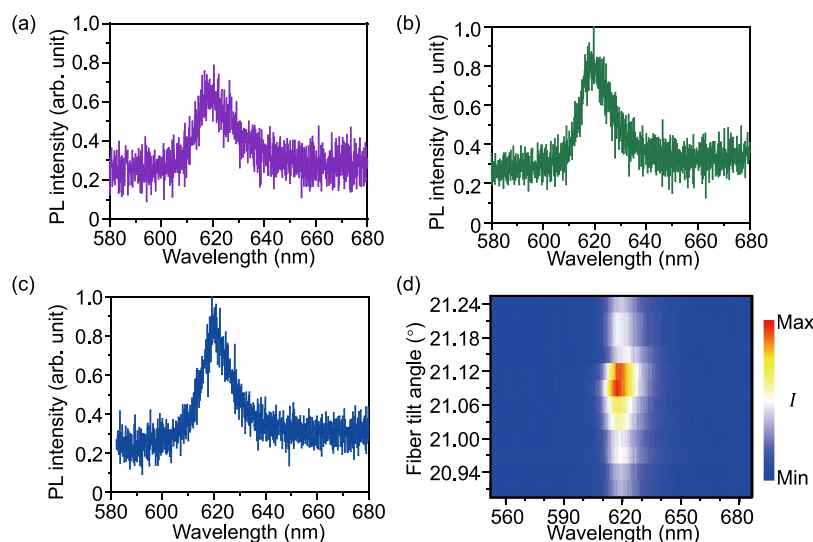 (a)
PL intensity (arb. unit)
1.0
0.8
0.6
0.4
0.2
0
580 600 620 640 660 680
Wavelength (nm)
(b)
PL intensity (arb. unit)
1.0
0.8
0.6
0.4
0.2
0
580 600 620 640 660 680
Wavelength (nm)
(c)
PL intensity (arb. unit)
1.0
0.8
0.6
0.4
0.2
0
580 600 620 640 660 680
Wavelength (nm)
(d)
Fiber tilt angle (°)
21.24
21.12
21.06
21.00
20.94
560 590 620 650 680
Wavelength (nm)
Max
I
Min